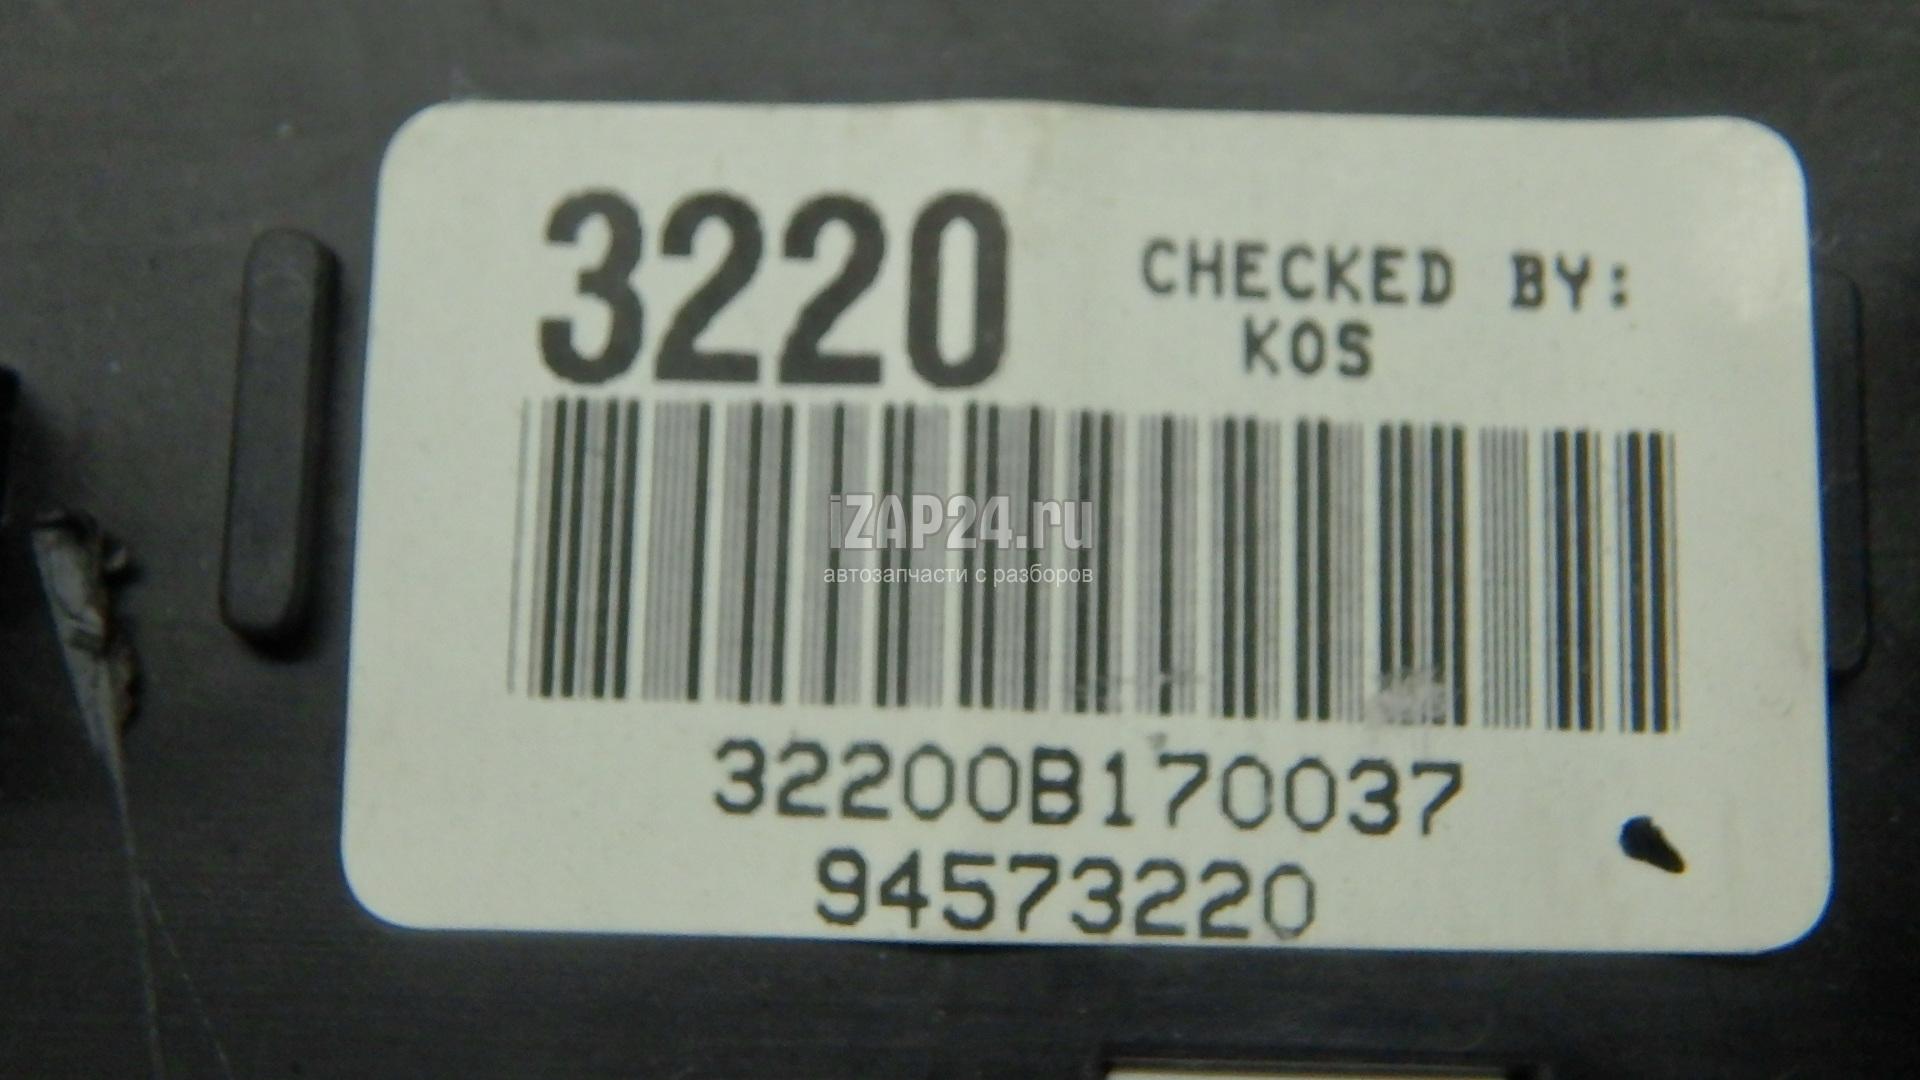 3220
CHECKED BY:
KOS
iZAP24.ru
автозапчасти с разборов
32200B170037
94573220